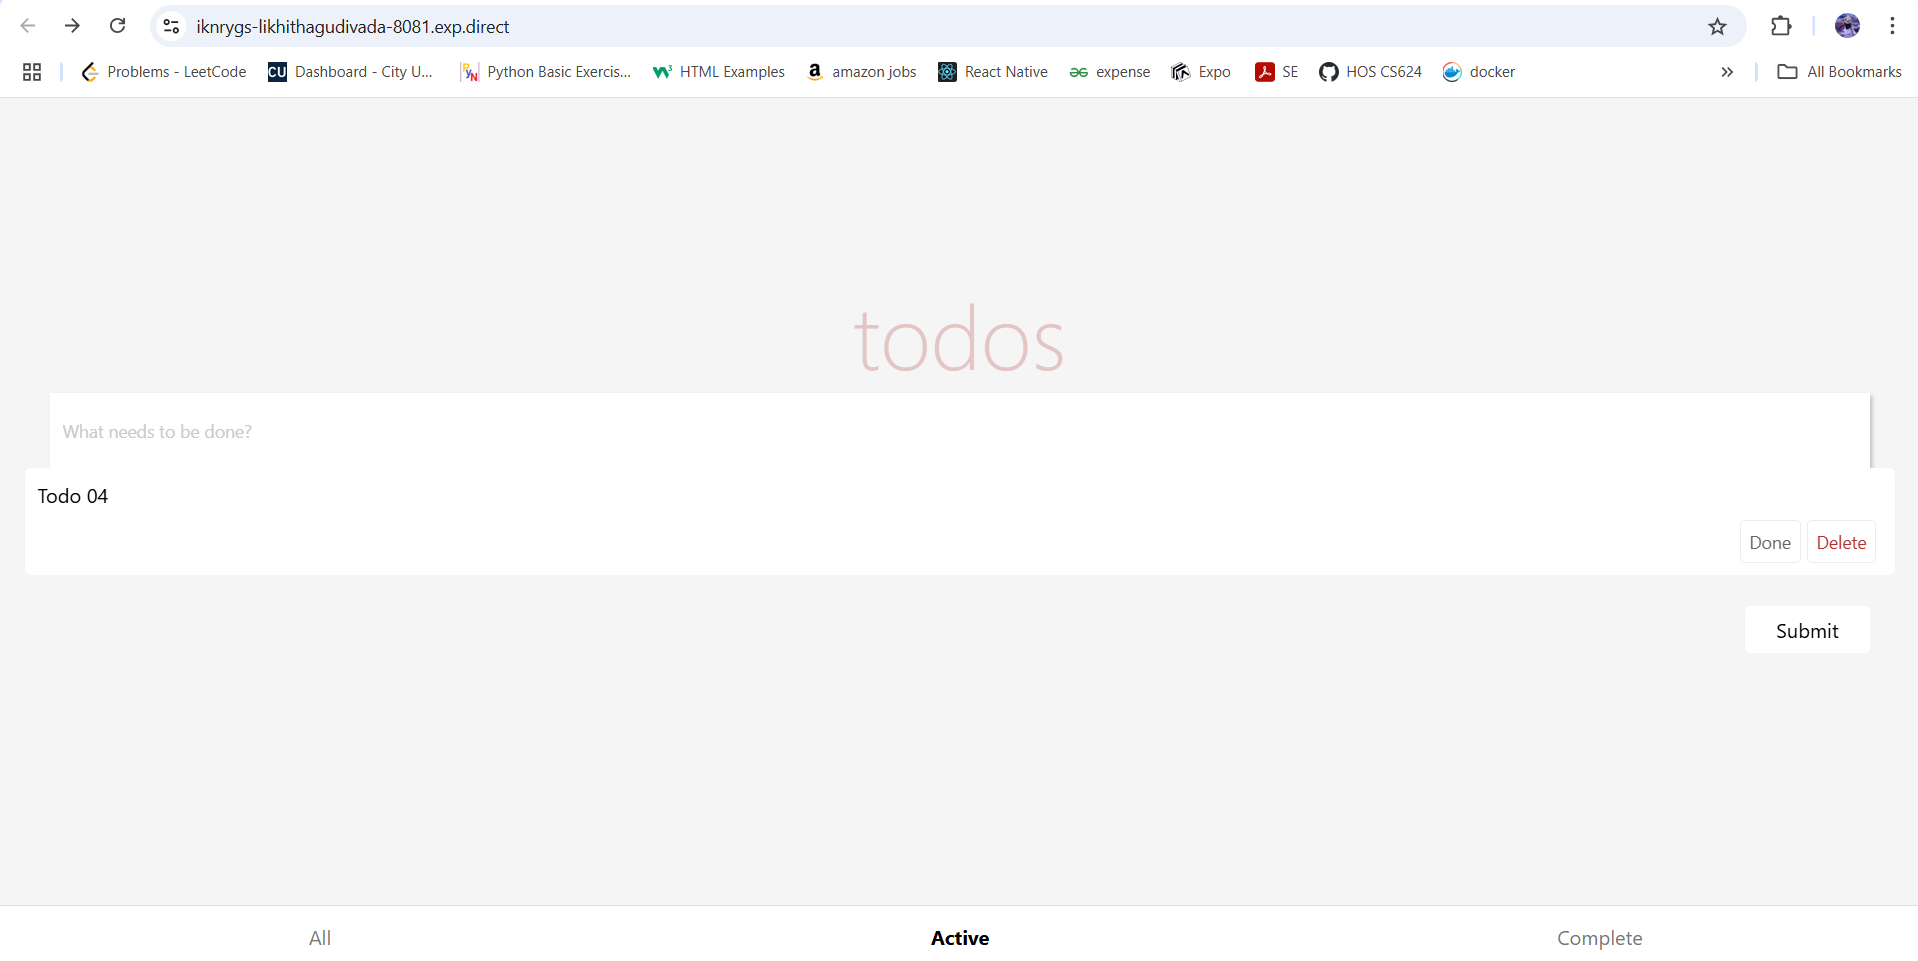 iknrygs-likhithagudivada-8081.exp.direct
Problems - LeetCode
CU Dashboard - City U...
Python Basic Exercis...
HTML Examples
amazon jobs
React Native
expense
Expo
SE
HOS CS624
docker
All Bookmarks
todos
What needs to be done?
Todo 04
Done Delete
Submit
All Active Complete